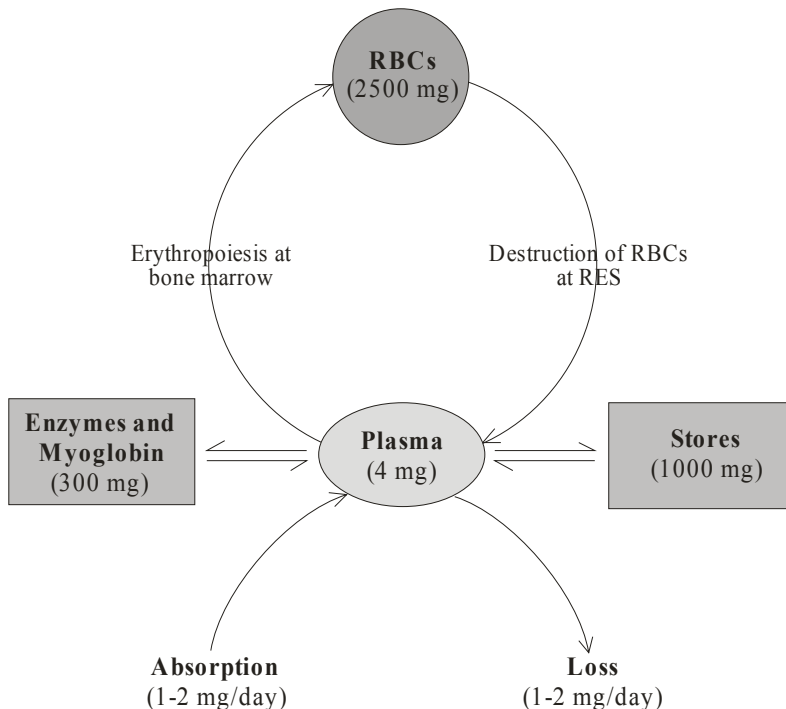 RBCs
(2500 mg)
Erythropoiesis at
bone marrow
Destruction of RBCs
at RES
Enzymes and
Myoglobin
(300 mg)
Plasma
(4 mg)
Stores
(1000 mg)
Absorption
(1-2 mg/day)
Loss
(1-2 mg/day)